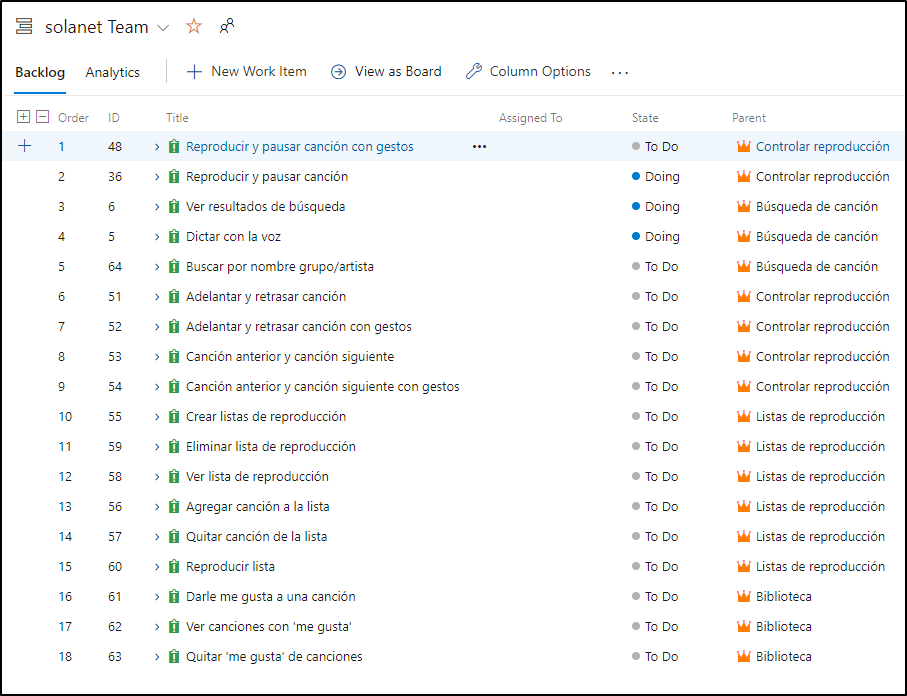 solanet Team
Backlog Analytics New Work Item View as Board Column Options ...
Order ID Title Assigned To State Parent
1 48 Reproducir y pausar canción con gestos ... To Do Controlar reproducción
2 36 Reproducir y pausar canción Doing Controlar reproducción
3 6 Ver resultados de búsqueda Doing Búsqueda de canción
4 5 Dictar con la voz Doing Búsqueda de canción
5 64 Buscar por nombre grupo/artista To Do Búsqueda de canción
6 51 Adelantar y retrasar canción To Do Controlar reproducción
7 52 Adelantar y retrasar canción con gestos To Do Controlar reproducción
8 53 Canción anterior y canción siguiente To Do Controlar reproducción
9 54 Canción anterior y canción siguiente con gestos To Do Controlar reproducción
10 55 Crear listas de reproducción To Do Listas de reproducción
11 59 Eliminar lista de reproducción To Do Listas de reproducción
12 58 Ver lista de reproducción To Do Listas de reproducción
13 56 Agregar canción a la lista To Do Listas de reproducción
14 57 Quitar canción de la lista To Do Listas de reproducción
15 60 Reproducir lista To Do Listas de reproducción
16 61 Darle me gusta a una canción To Do Biblioteca
17 62 Ver canciones con 'me gusta' To Do Biblioteca
18 63 Quitar 'me gusta' de canciones To Do Biblioteca